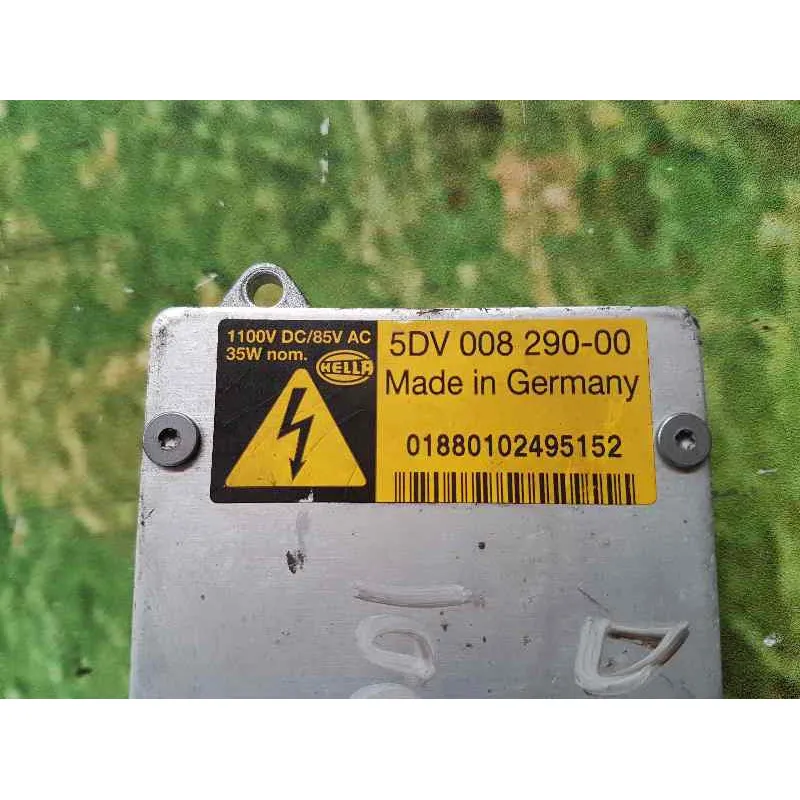 1100V DC/85V AC
35W nom.
HELLA
5DV 008 290-00
Made in Germany
01880102495152